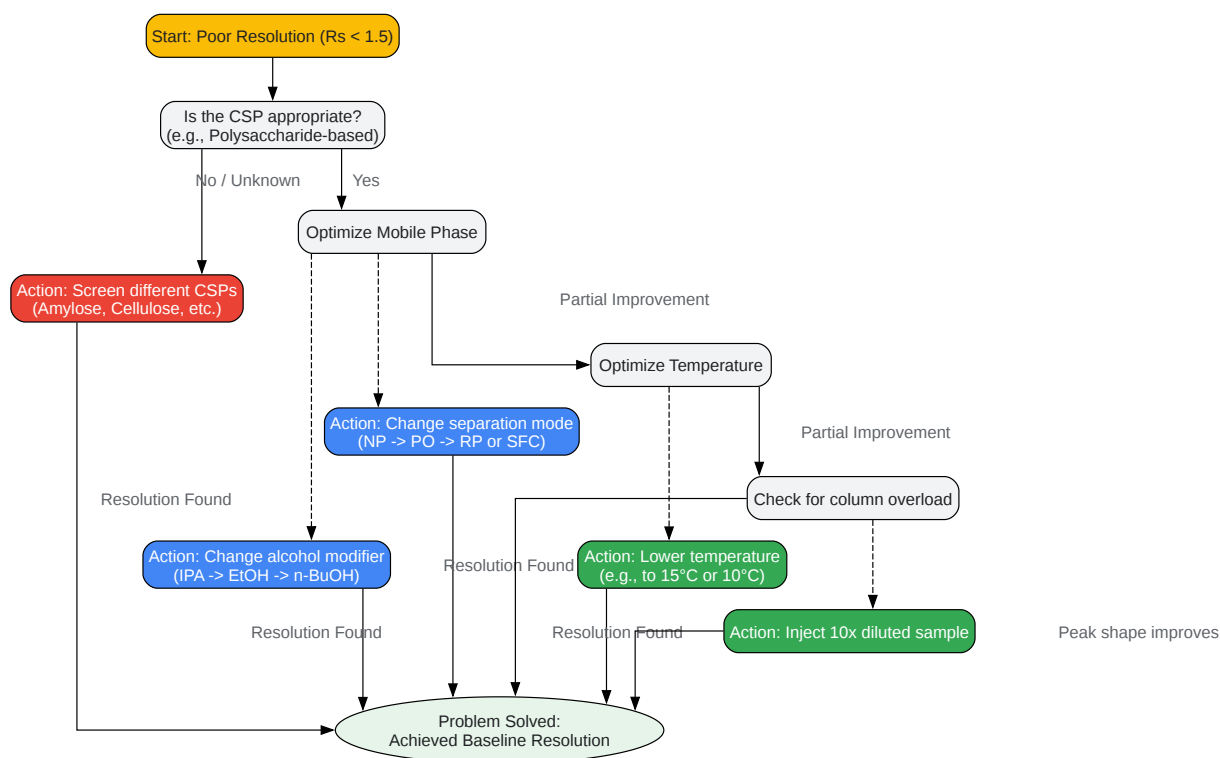 Start: Poor Resolution (Rs < 1.5)
Is the CSP appropriate?
(e.g., Polysaccharide-based)
No / Unknown
Yes
Optimize Mobile Phase
Action: Screen different CSPs
(Amylose, Cellulose, etc.)
Partial Improvement
Optimize Temperature
Action: Change separation mode
(NP -> PO -> RP or SFC)
Partial Improvement
Resolution Found
Check for column overload
Action: Change alcohol modifier
(IPA -> EtOH -> n-BuOH)
Resolution Found
Action: Lower temperature
(e.g., to 15°C or 10°C)
Resolution Found
Resolution Found
Action: Inject 10x diluted sample
Peak shape improves
Problem Solved:
Achieved Baseline Resolution